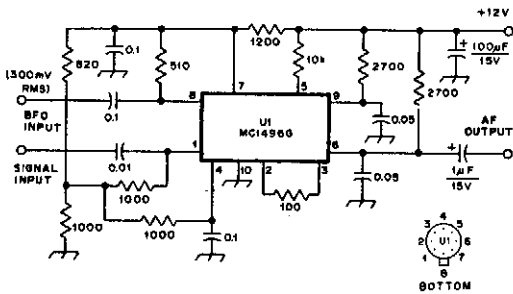 +12V
0.1
1200
820
510
10k
2700
100µF
15V
2700
(300mV
RMS)
7
5
8
9
BFO
INPUT
0.1
U1
MC1496G
0.05
AF
OUTPUT
SIGNAL
INPUT
0.01
1
6
4
10
2
3
1µF
15V
1000
100
0.05
1000
1000
0.1
4
3
5
2
U1
6
1
7
8
BOTTOM